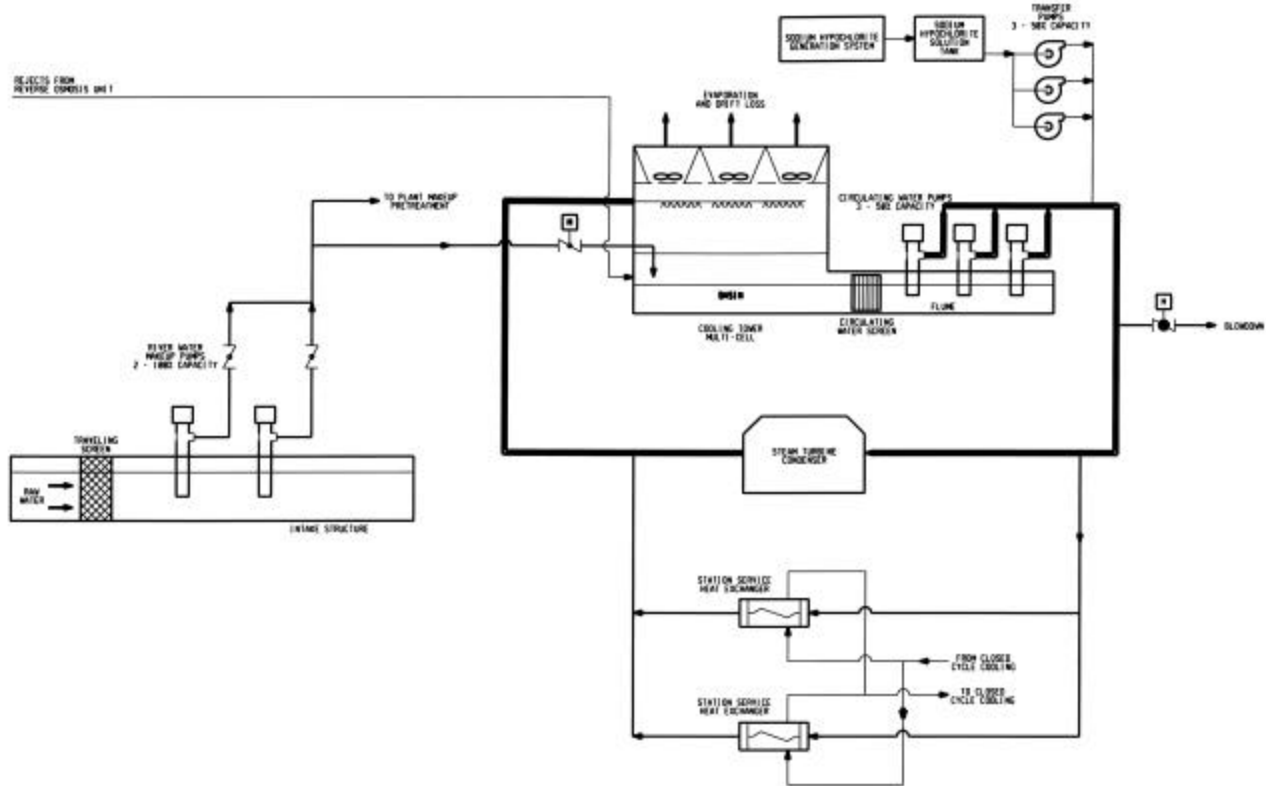 TRANSFER
PUMPS
3 - 50% CAPACITY
SODIUM HYPOCHLORITE
GENERATION SYSTEM
SODIUM
HYPOCHLORITE
SOLUTION
TANK
REJECTS FROM
REVERSE OSMOSIS UNIT
EVAPORATION
AND DRIFT LOSS
TO PLANT MAKEUP
PRETREATMENT
CIRCULATING WATER PUMPS
3 - 50% CAPACITY
M
BASIN
FLUME
M
COOLING TOWER
MULTI-CELL
CIRCULATING
WATER SCREEN
BLOWDOWN
RIVER WATER
MAKEUP PUMPS
2 - 100% CAPACITY
TRAVELING
SCREEN
STEAM TURBINE
CONDENSER
RAW
WATER
INTAKE STRUCTURE
STATION SERVICE
HEAT EXCHANGER
FROM CLOSED
CYCLE COOLING
TO CLOSED
CYCLE COOLING
STATION SERVICE
HEAT EXCHANGER